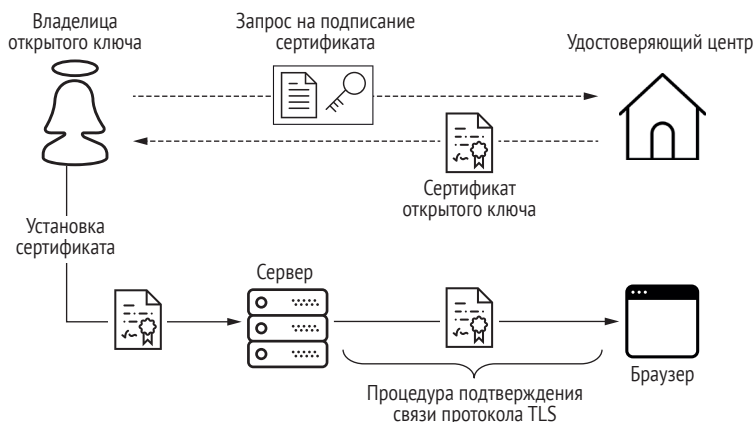 Владелица
открытого ключа
Запрос на подписание
сертификата
Удостоверяющий центр
Сертификат
открытого ключа
Установка
сертификата
Сервер
Браузер
Процедура подтверждения
связи протокола TLS